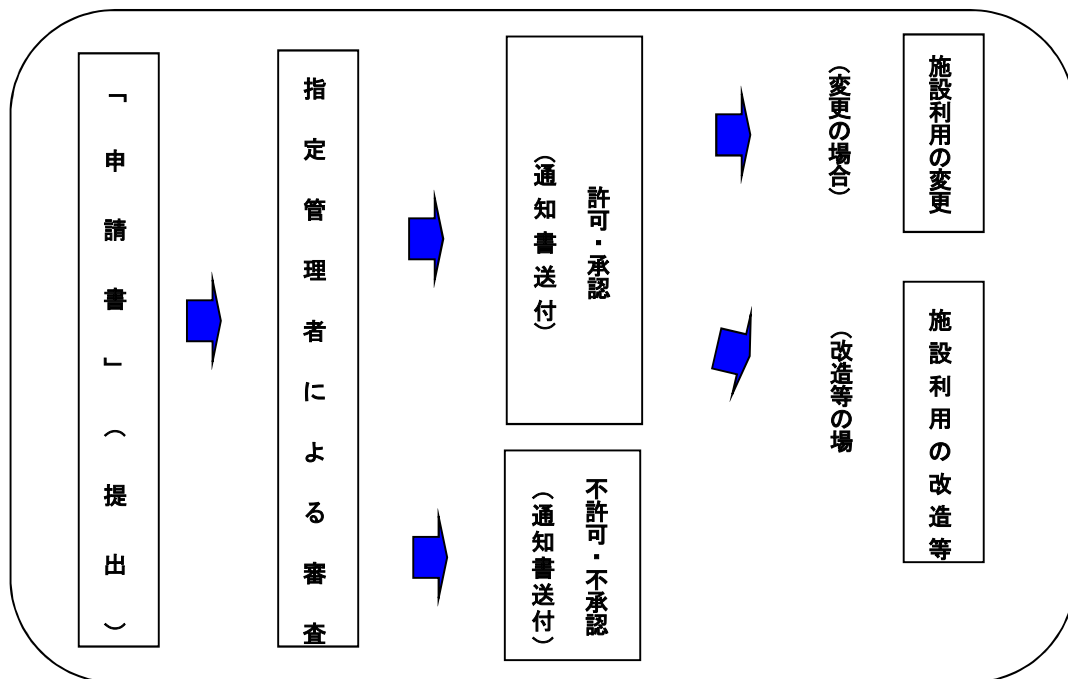 「申請書」（提出）
指定管理者による審査
許可・承認
（通知書送付）
不許可・不承認
（通知書送付）
（変更の場合）
施設利用の変更
（改造等の場
施設利用の改造等